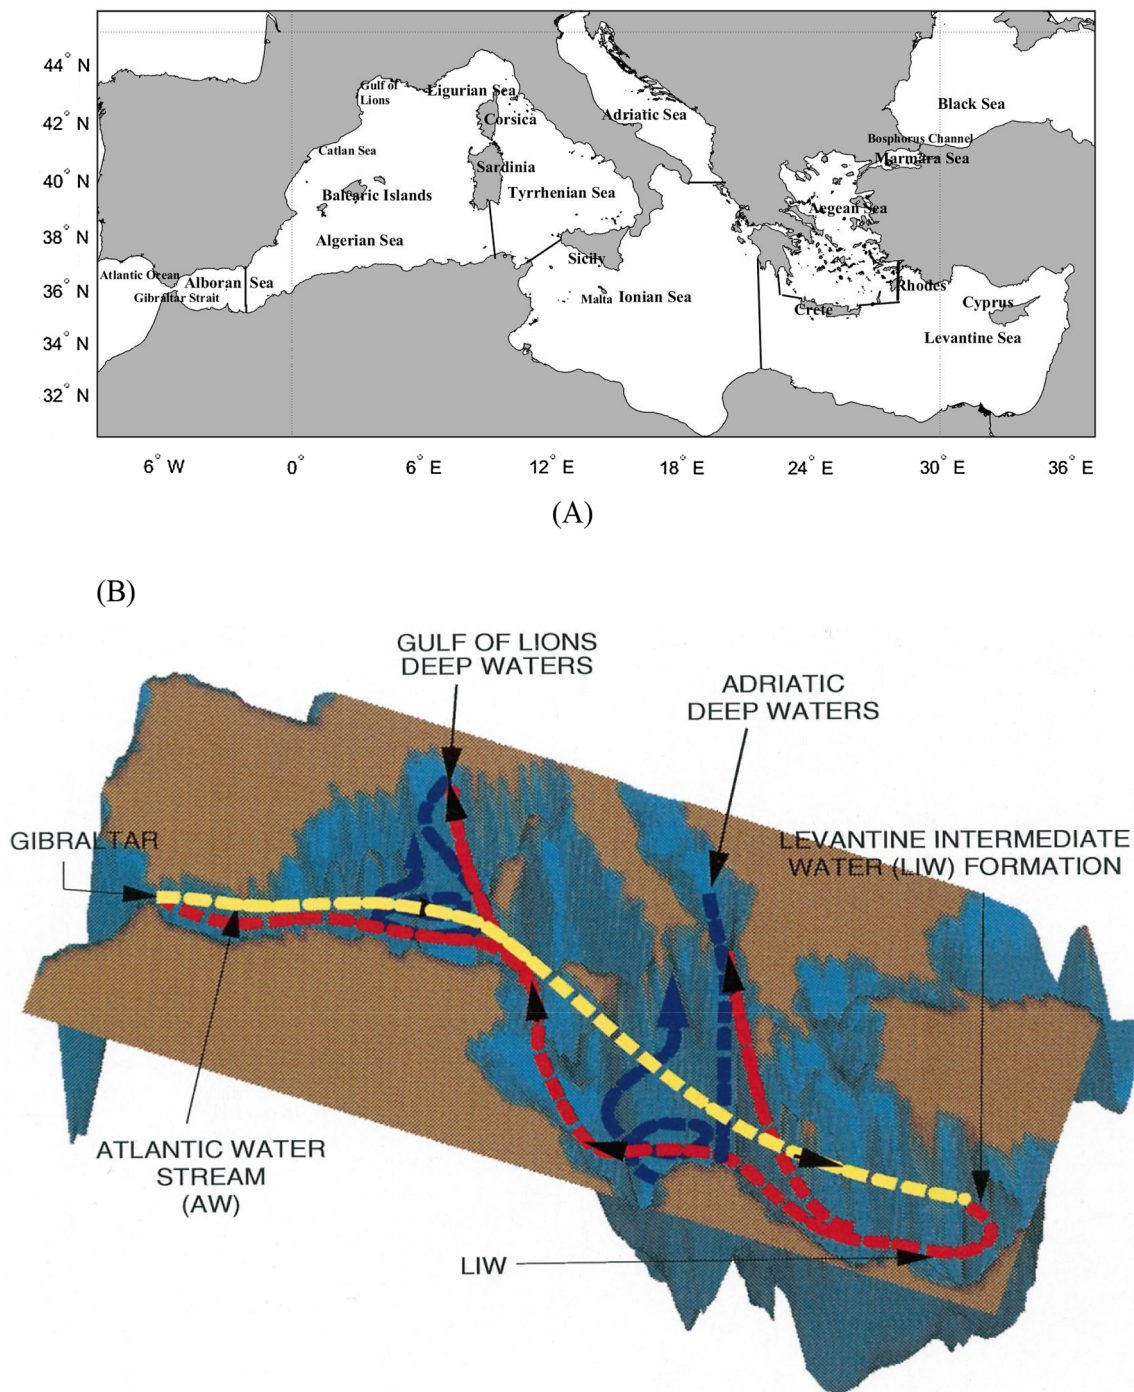 44° N
42° N
40° N
38° N
36° N
34° N
32° N
Gulf of
Lions
Ligurian Sea
Corsica
Adriatic Sea
Black Sea
Bosphorus Channel
Marmara Sea
Catlan Sea
Sardinia
Balearic Islands
Tyrrhenian Sea
Aegean Sea
Algerian Sea
Sicily
Atlantic Ocean
Alboran Sea
Gibraltar Strait
Malta
Ionian Sea
Rhodes
Crete
Cyprus
Levantine Sea
6° W
0°
6° E
12° E
18° E
24° E
30° E
36° E
(A)
(B)
GULF OF LIONS
DEEP WATERS
ADRIATIC
DEEP WATERS
GIBRALTAR
LEVANTINE INTERMEDIATE
WATER (LIW) FORMATION
ATLANTIC WATER
STREAM
(AW)
LIW